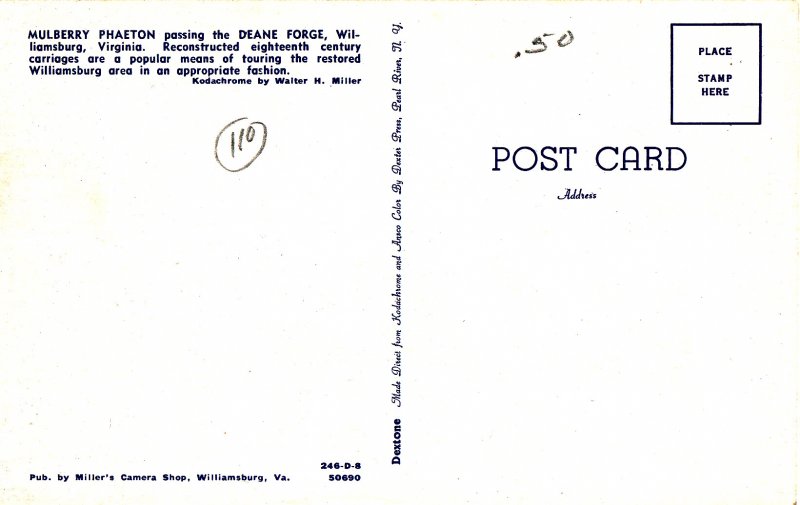 MULBERRY PHAETON passing the DEANE FORGE, Wil-
liamsburg, Virginia. Reconstructed eighteenth century
carriages are a popular means of touring the restored
Williamsburg area in an appropriate fashion.
Kodachrome by Walter H. Miller
110
246-D-8
Pub. by Miller's Camera Shop, Williamsburg, Va. 50690
Dextone Made Direct from Kodachrome and Ansco Color By Dexter Press, Pearl River, N. Y.
.50
PLACE
STAMP
HERE
POST CARD
Address